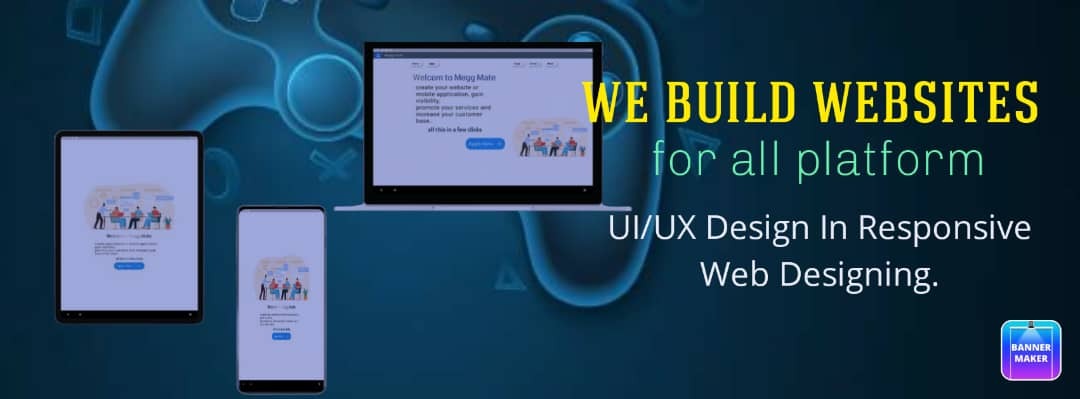 Welcom to Megg Mate
create your website or
mobile application, gain
visibility,
promote your services and
increase your customer
base.
all this in a few clicks
WE BUILD WEBSITES
for all platform
UI/UX Design In Responsive
Web Designing.
BANNER
MAKER